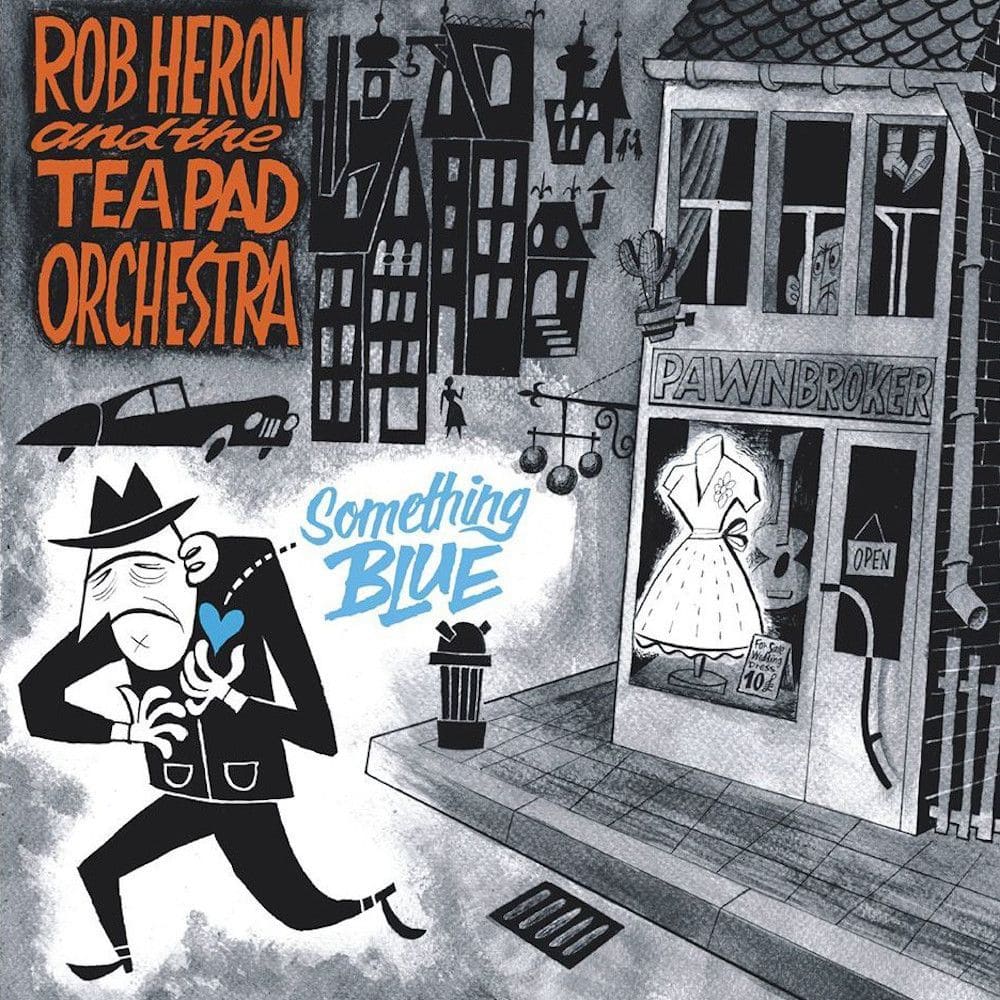 ROB HERON
and the
TEA PAD
ORCHESTRA
Something
BLUE
PAWNBROKER
OPEN
For Sale
Wedding
Dress
10